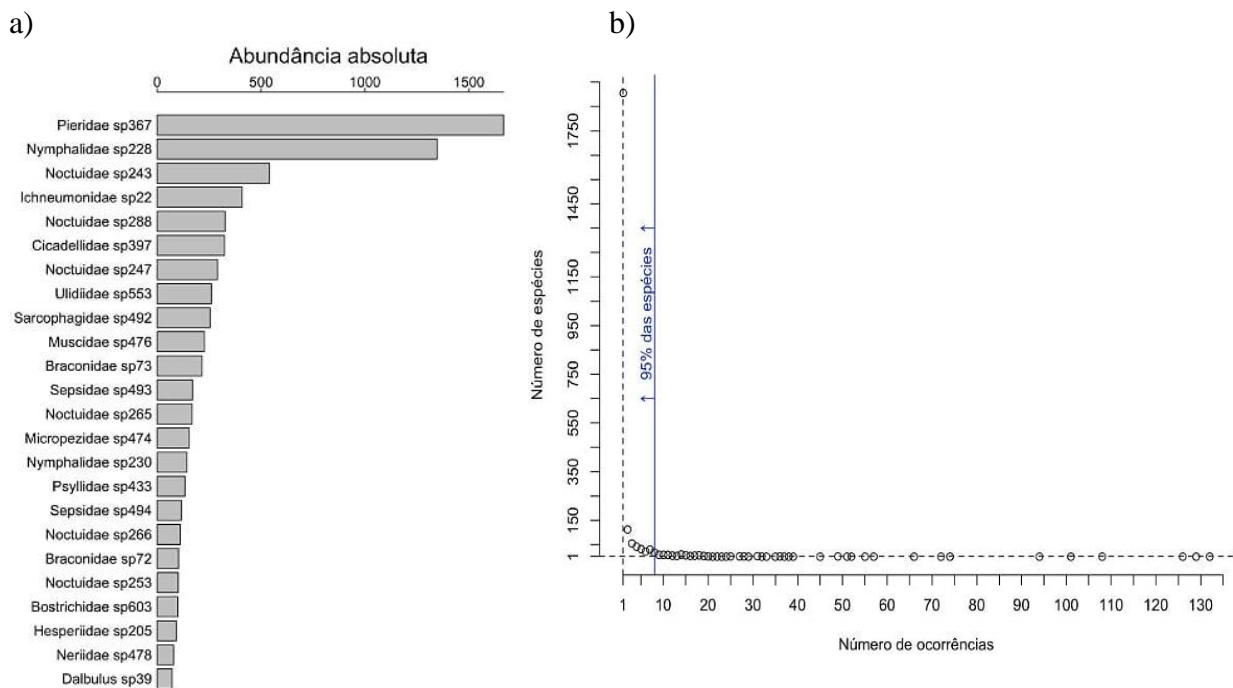 a)
Abundância absoluta
0 500 1000 1500
Pieridae sp367
Nymphalidae sp228
Noctuidae sp243
Ichneumonidae sp22
Noctuidae sp288
Cicadellidae sp397
Noctuidae sp247
Ulidiidae sp553
Sarcophagidae sp492
Muscidae sp476
Braconidae sp73
Sepsidae sp493
Noctuidae sp265
Micropezidae sp474
Nymphalidae sp230
Psyllidae sp433
Sepsidae sp494
Noctuidae sp266
Braconidae sp72
Noctuidae sp253
Bostrichidae sp603
Hesperiidae sp205
Neriidae sp478
Dalbulus sp39
b)
Número de espécies
1750
1450
1150
950
750
550
350
150
1
95% das espécies
1 10 20 30 40 50 60 70 80 90 100 110 120 130
Número de ocorrências